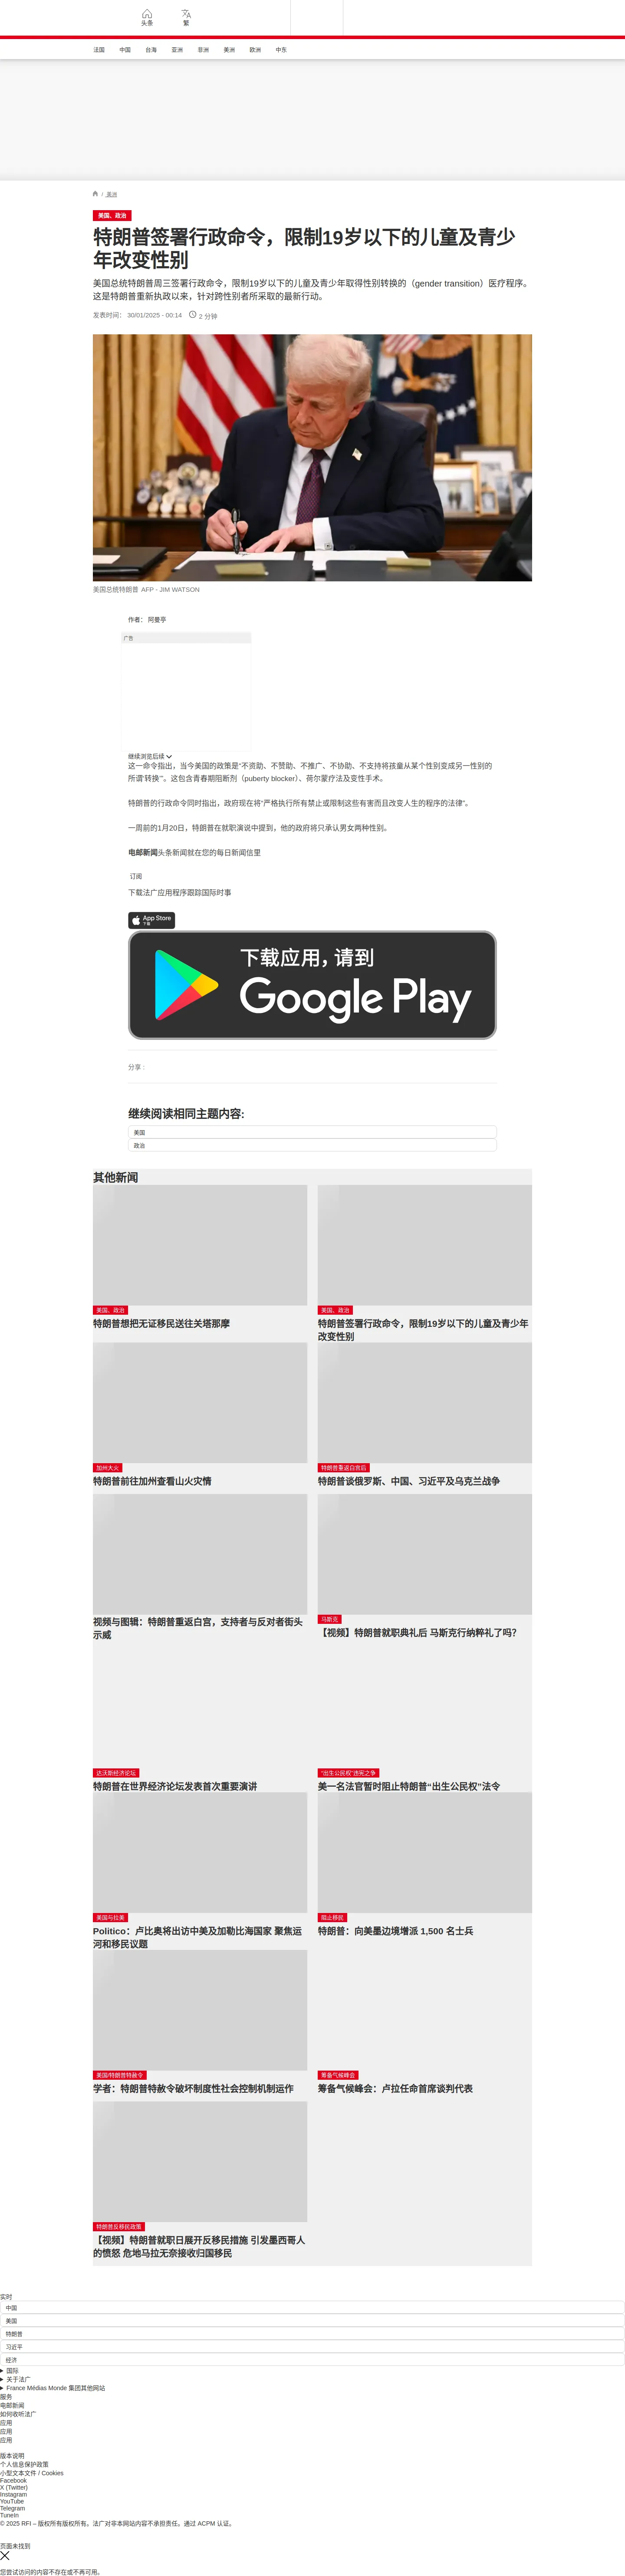 头条
繁
法国
中国
台海
亚洲
非洲
美洲
欧洲
中东
/ 美洲
美国、政治
特朗普签署行政命令，限制19岁以下的儿童及青少
年改变性别
美国总统特朗普周三签署行政命令，限制19岁以下的儿童及青少年取得性别转换的（gender transition）医疗程序。
这是特朗普重新执政以来，针对跨性别者所采取的最新行动。
发表时间： 30/01/2025 - 00:14
2 分钟
美国总统特朗普 AFP - JIM WATSON
作者： 阿曼亭
广告
继续浏览后续
这一命令指出，当今美国的政策是“不资助、不赞助、不推广、不协助、不支持将孩童从某个性别变成另一性别的
所谓‘转换’”。这包含青春期阻断剂（puberty blocker）、荷尔蒙疗法及变性手术。
特朗普的行政命令同时指出，政府现在将“严格执行所有禁止或限制这些有害而且改变人生的程序的法律”。
一周前的1月20日，特朗普在就职演说中提到，他的政府将只承认男女两种性别。
电邮新闻头条新闻就在您的每日新闻信里
订阅
下载法广应用程序跟踪国际时事
App Store
下载
下载应用，请到
Google Play
分享 :
继续阅读相同主题内容:
美国
政治
其他新闻
美国、政治
特朗普想把无证移民送往关塔那摩
美国、政治
特朗普签署行政命令，限制19岁以下的儿童及青少年
改变性别
加州大火
特朗普前往加州查看山火灾情
特朗普重返白宫后
特朗普谈俄罗斯、中国、习近平及乌克兰战争
视频与图辑：特朗普重返白宫，支持者与反对者街头
示威
马斯克
【视频】特朗普就职典礼后 马斯克行纳粹礼了吗？
达沃斯经济论坛
特朗普在世界经济论坛发表首次重要演讲
“出生公民权”违宪之争
美一名法官暂时阻止特朗普“出生公民权”法令
美国与拉美
Politico：卢比奥将出访中美及加勒比海国家 聚焦运
河和移民议题
阻止移民
特朗普：向美墨边境增派 1,500 名士兵
美国/特朗普特赦令
学者：特朗普特赦令破坏制度性社会控制机制运作
筹备气候峰会
筹备气候峰会：卢拉任命首席谈判代表
特朗普反移民政策
【视频】特朗普就职日展开反移民措施 引发墨西哥人
的愤怒 危地马拉无奈接收归国移民
实时
中国
美国
特朗普
习近平
经济
国际
关于法广
France Médias Monde 集团其他网站
服务
电邮新闻
如何收听法广
应用
应用
应用
版本说明
个人信息保护政策
小型文本文件 / Cookies
Facebook
X (Twitter)
Instagram
YouTube
Telegram
TuneIn
© 2025 RFI – 版权所有版权所有。法广对非本网站内容不承担责任。通过 ACPM 认证。
页面未找到
您尝试访问的内容不存在或不再可用。